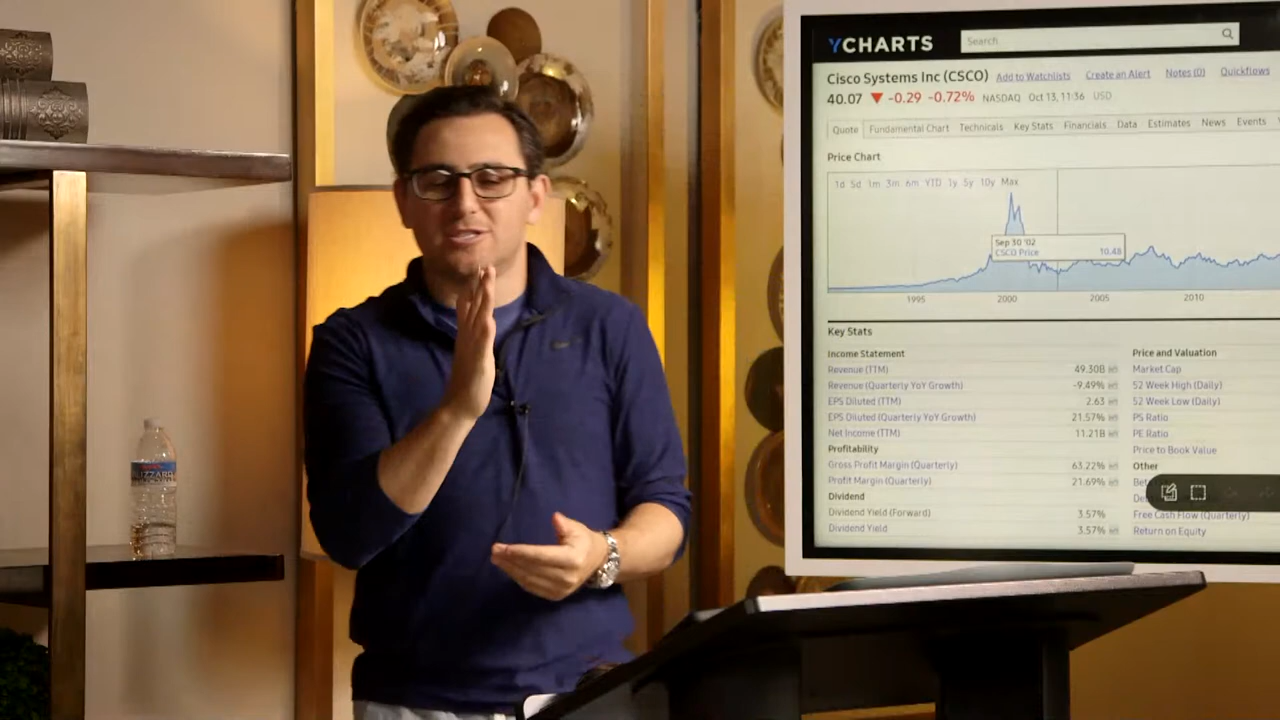 YCHARTS
Search
Cisco Systems Inc (CSCO) Add to Watchlists Create an Alert Notes (0) Quickflows
40.07 ▼ -0.29 -0.72% NASDAQ Oct 13, 11:36 USD
Quote Fundamental Chart Technicals Key Stats Financials Data Estimates News Events
Price Chart
1d 5d 1m 3m 6m YTD 1y 5y 10y Max
Sep 30 '02
CSCO Price 10.48
1995 2000 2005 2010
Key Stats
Income Statement
Revenue (TTM) 49.30B
Revenue (Quarterly YoY Growth) -9.49%
EPS Diluted (TTM) 2.63
EPS Diluted (Quarterly YoY Growth) 21.57%
Net Income (TTM) 11.21B
Profitability
Gross Profit Margin (Quarterly) 63.22%
Profit Margin (Quarterly) 21.69%
Dividend
Dividend Yield (Forward) 3.57%
Dividend Yield 3.57%
Price and Valuation
Market Cap
52 Week High (Daily)
52 Week Low (Daily)
PS Ratio
PE Ratio
Price to Book Value
Other
Free Cash Flow (Quarterly)
Return on Equity
BLIZZARD